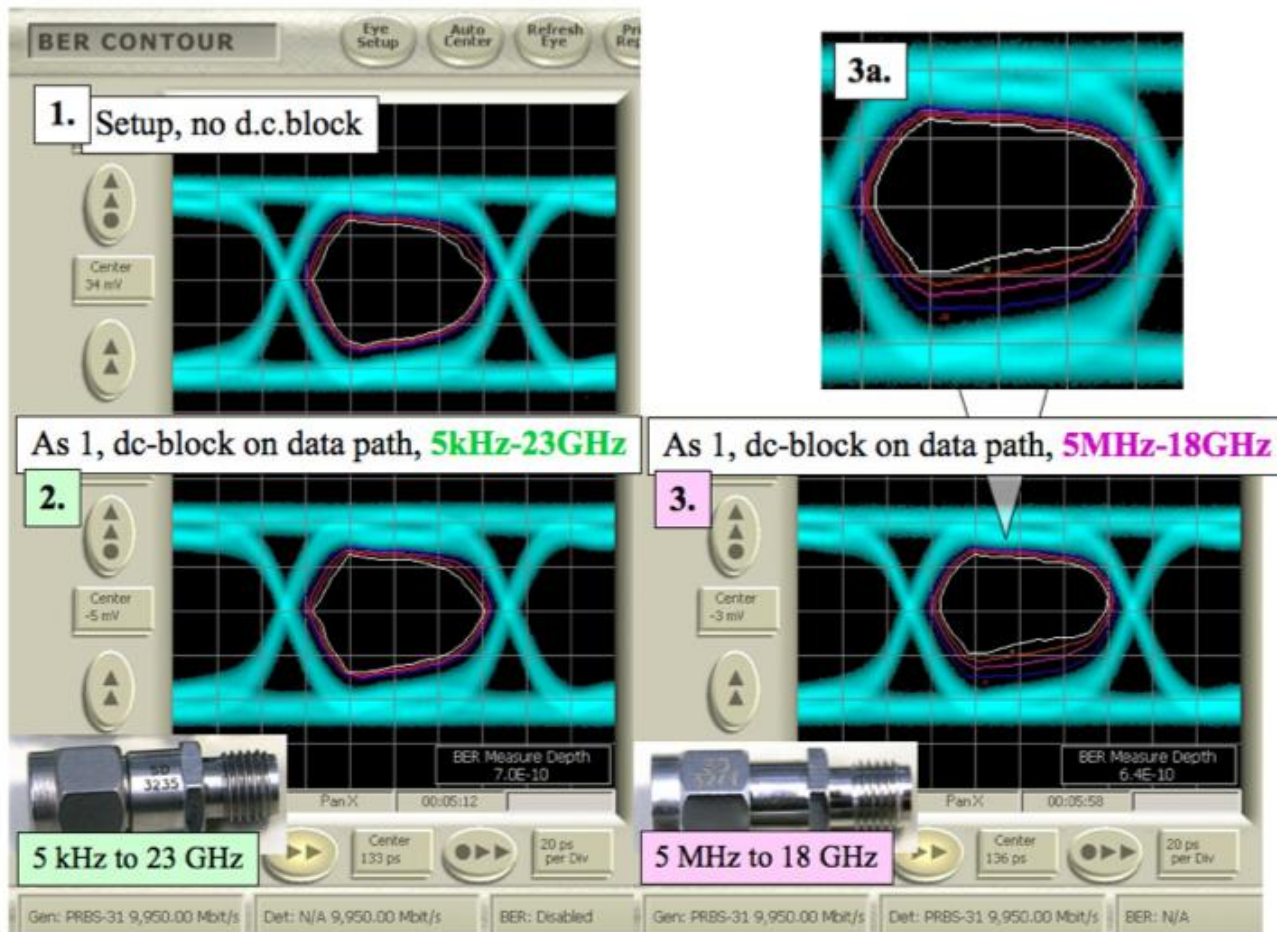 BER CONTOUR
Eye Setup
Auto Center
Refresh Eye
1. Setup, no d.c.block
Center
34 mV
3a.
As 1, dc-block on data path, 5kHz-23GHz
2.
Center
-5 mV
BER Measure Depth
7.0E-10
3235
Pan X 00:05:12
5 kHz to 23 GHz
Center
133 ps
20 ps
per Div
Gen: PRBS-31 9,950.00 Mbit/s Det: N/A 9,950.00 Mbit/s BER: Disabled
As 1, dc-block on data path, 5MHz-18GHz
3.
Center
-3 mV
BER Measure Depth
6.4E-10
Pan X 00:05:58
5 MHz to 18 GHz
Center
136 ps
20 ps
per Div
Gen: PRBS-31 9,950.00 Mbit/s Det: PRBS-31 9,950.00 Mbit/s BER: N/A